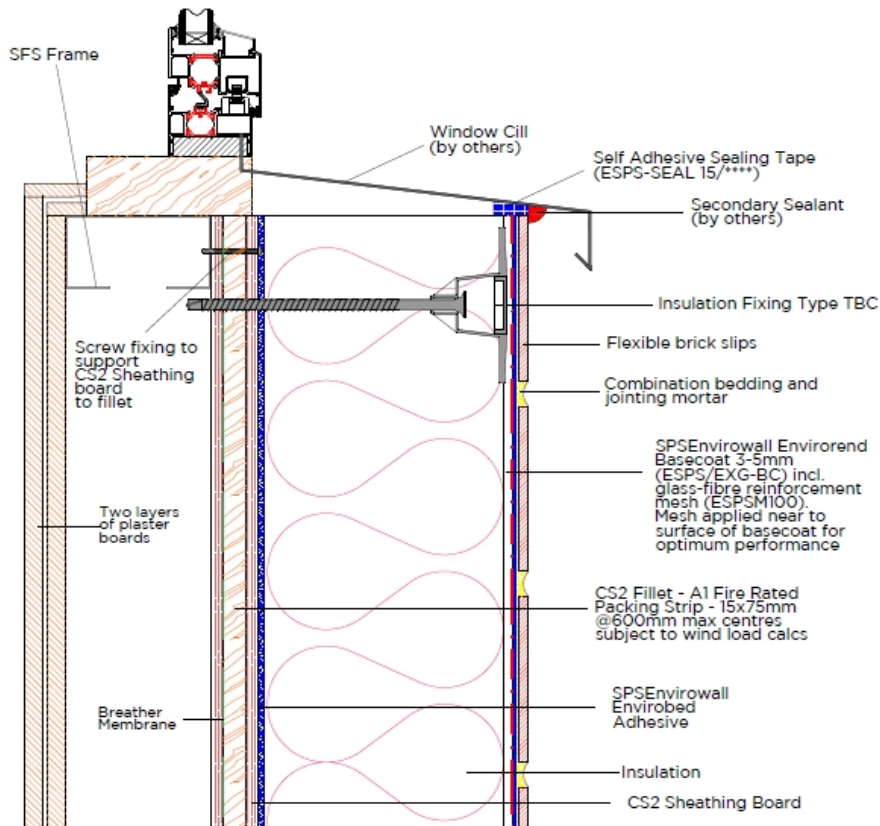 SFS Frame
Window Cill
(by others)
Self Adhesive Sealing Tape
(ESPS-SEAL 15/****)
Secondary Sealant
(by others)
Insulation Fixing Type TBC
Screw fixing to
support
CS2 Sheathing
board
to fillet
Flexible brick slips
Combination bedding and
jointing mortar
SPSEnvirowall Envirorend
Basecoat 3-5mm
(ESPS/EXG-BC) incl.
glass-fibre reinforcement
mesh (ESPSM100).
Mesh applied near to
surface of basecoat for
optimum performance
Two layers
of plaster
boards
CS2 Fillet - A1 Fire Rated
Packing Strip - 15x75mm
@600mm max centres
subject to wind load calcs
Breather
Membrane
SPSEnvirowall
Envirobed
Adhesive
Insulation
CS2 Sheathing Board